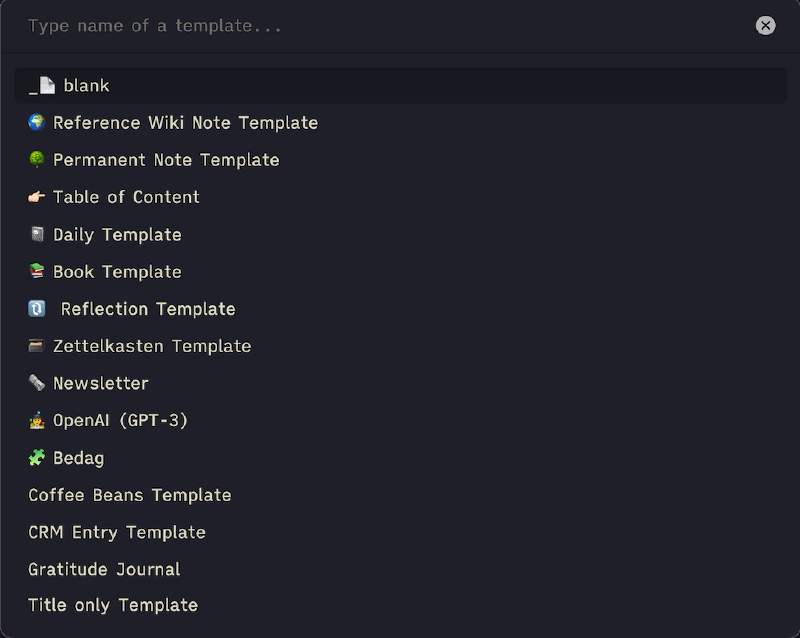 Type name of a template...
_📄 blank
🌍 Reference Wiki Note Template
🌳 Permanent Note Template
👉🏻 Table of Content
📓 Daily Template
📚 Book Template
🔃 Reflection Template
🗃 Zettelkasten Template
🗞 Newsletter
🧙 OpenAI (GPT-3)
🧩 Bedag
Coffee Beans Template
CRM Entry Template
Gratitude Journal
Title only Template